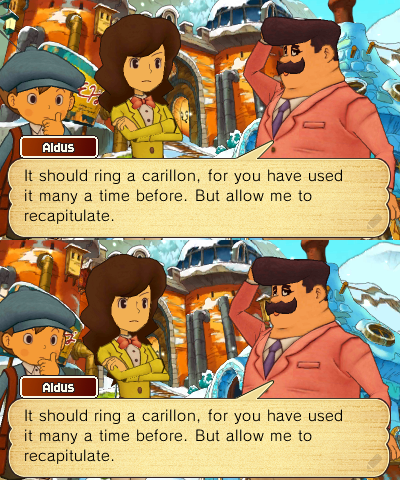 Aldus
It should ring a carillon, for you have used
it many a time before. But allow me to
recapitulate.
Aldus
It should ring a carillon, for you have used
it many a time before. But allow me to
recapitulate.